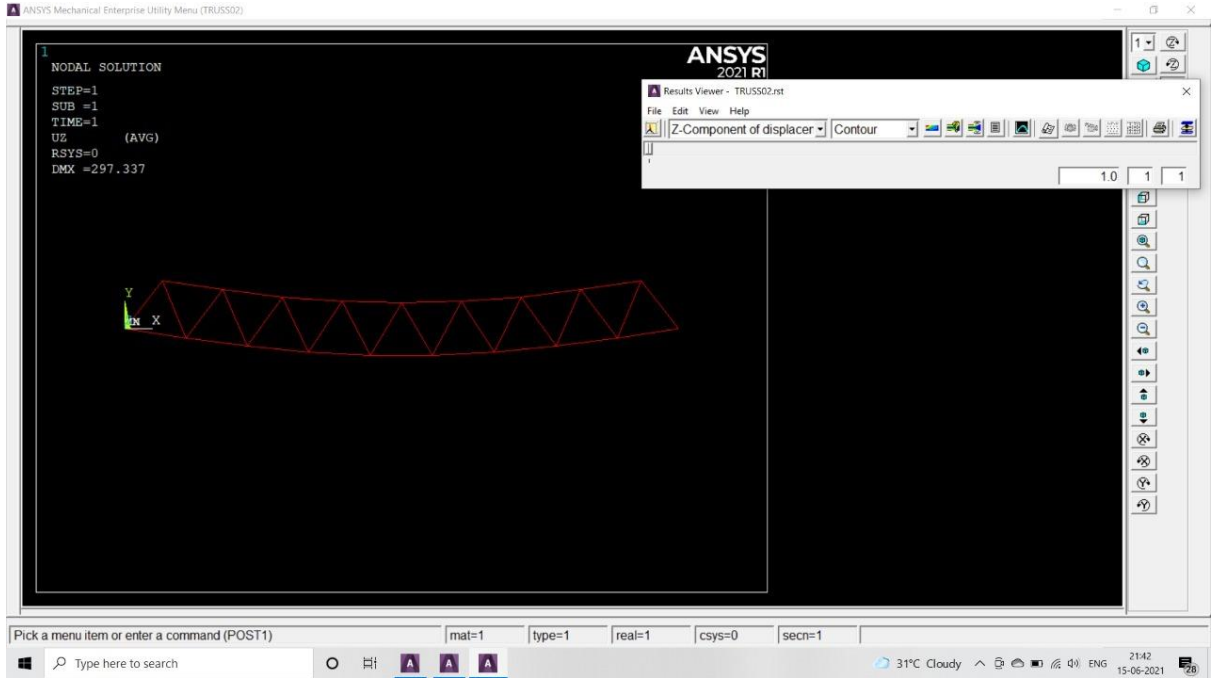 ANSYS Mechanical Enterprise Utility Menu (TRUSS02)
1
NODAL SOLUTION
STEP=1
SUB =1
TIME=1
UZ (AVG)
RSYS=0
DMX =297.337
ANSYS
2021 R1
Results Viewer - TRUSS02.rst
File Edit View Help
Z-Component of displacer Contour
1.0 1 1
1
Y
MN X
Pick a menu item or enter a command (POST1) mat=1 type=1 real=1 csys=0 secn=1
Type here to search
31°C Cloudy ENG
21:42
15-06-2021
28